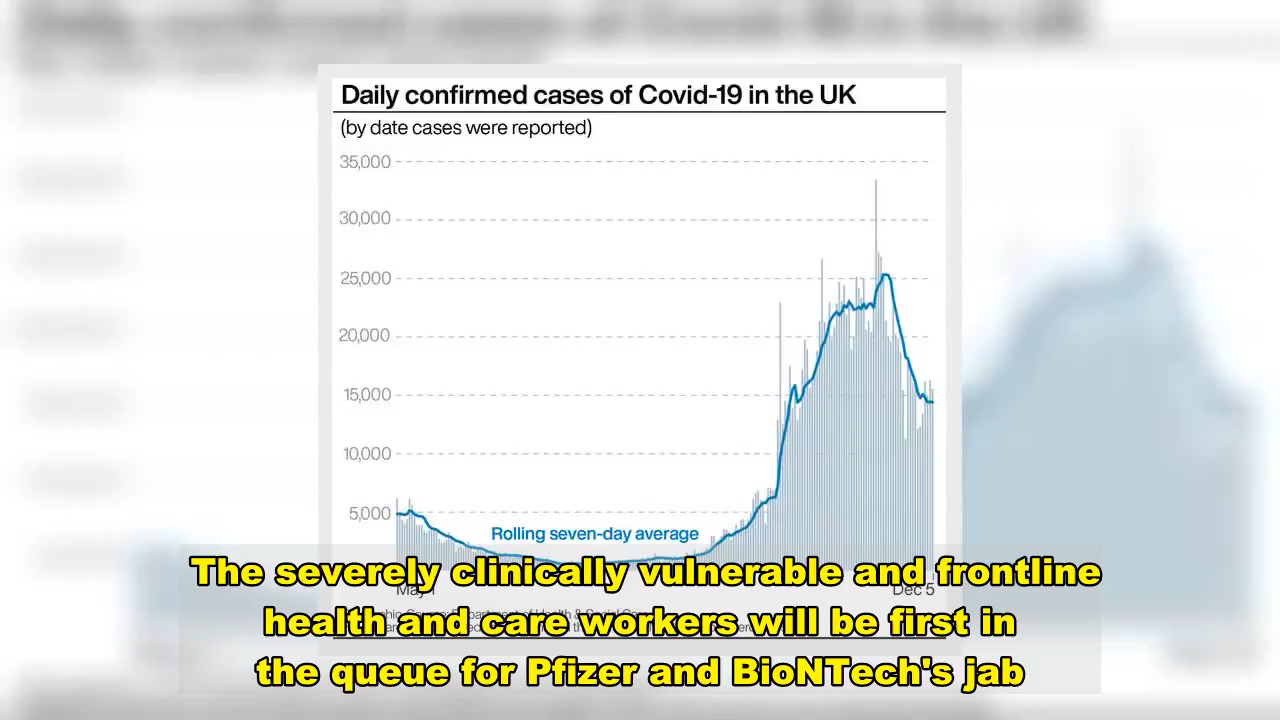 Daily confirmed cases of Covid-19 in the UK
(by date cases were reported)
35,000
30,000
25,000
20,000
15,000
10,000
5,000
Rolling seven-day average
May 1
Dec 5
The severely clinically vulnerable and frontline
health and care workers will be first in
the queue for Pfizer and BioNTech's jab